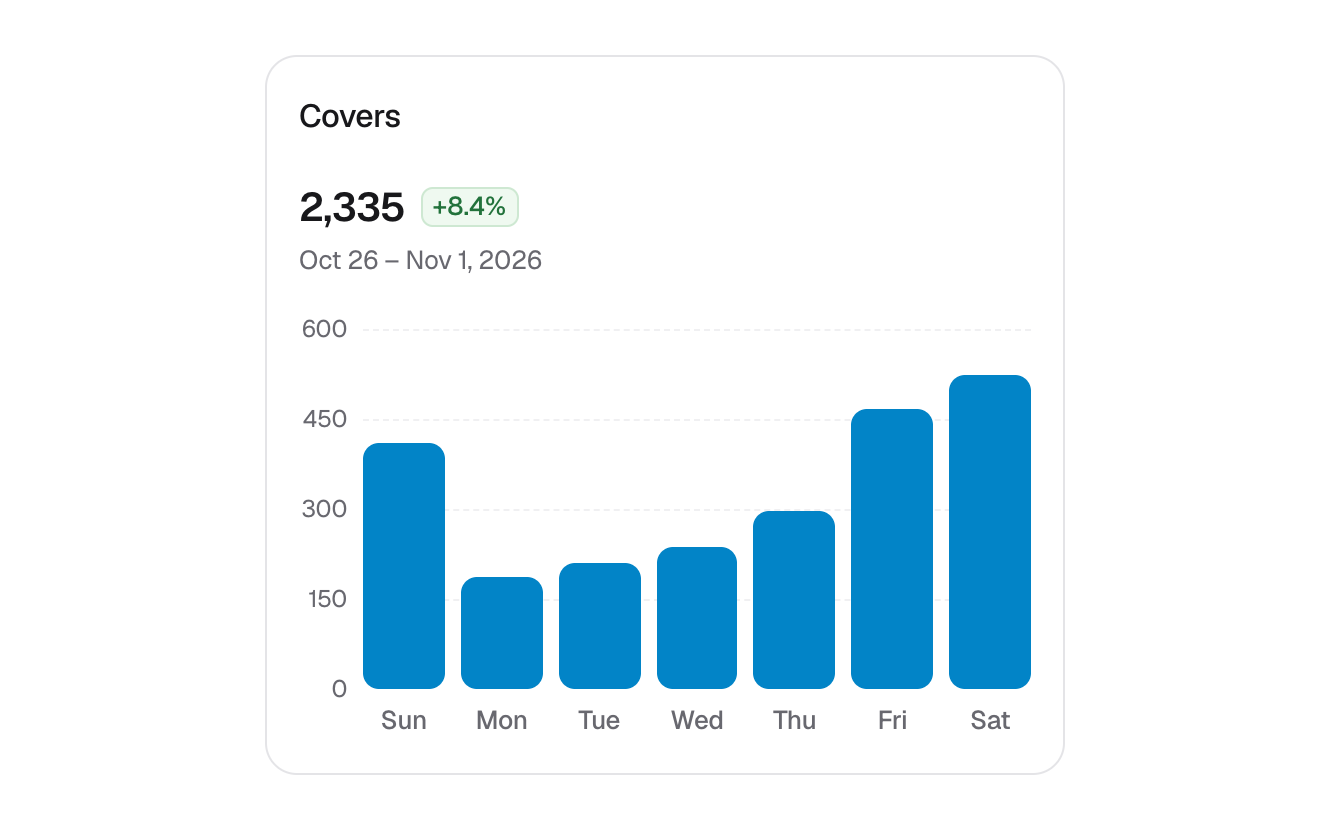 Covers
2,335 +8.4%
Oct 26 – Nov 1, 2026
600
450
300
150
0
Sun Mon Tue Wed Thu Fri Sat